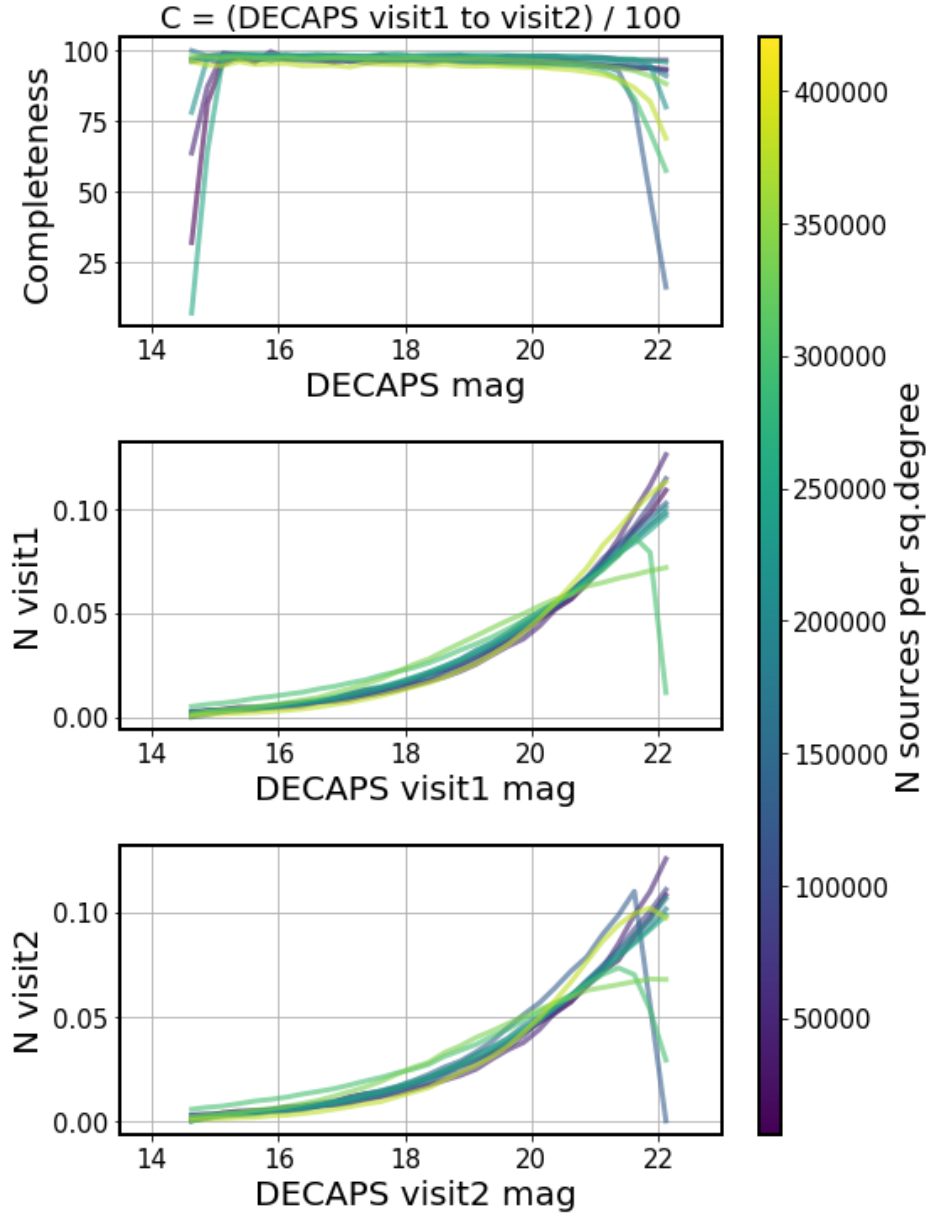 C = (DECAPS visit1 to visit2) / 100
100
75
50
25
Completeness
14 16 18 20 22
DECAPS mag
0.10
0.05
0.00
N visit1
14 16 18 20 22
DECAPS visit1 mag
0.10
0.05
0.00
N visit2
14 16 18 20 22
DECAPS visit2 mag
400000
350000
300000
250000
200000
150000
100000
50000
N sources per sq.degree